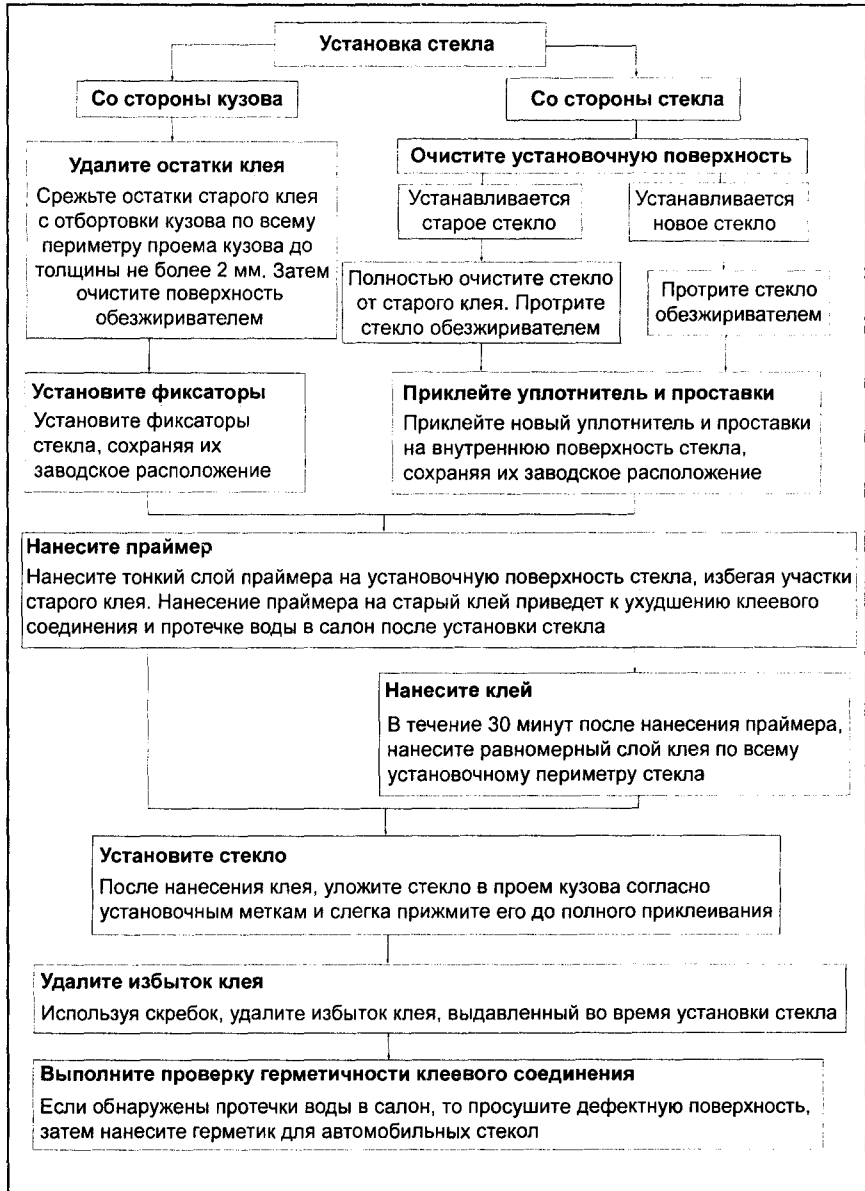 Установка стекла
Со стороны кузова
Со стороны стекла
Удалите остатки клея
Срежьте остатки старого клея
с отбортовки кузова по всему
периметру проема кузова до
толщины не более 2 мм. Затем
очистите поверхность
обезжиривателем
Очистите установочную поверхность
Устанавливается
старое стекло
Устанавливается
новое стекло
Полностью очистите стекло
от старого клея. Протрите
стекло обезжиривателем
Протрите стекло
обезжиривателем
Установите фиксаторы
Установите фиксаторы
стекла, сохраняя их
заводское расположение
Приклейте уплотнитель и проставки
Приклейте новый уплотнитель и проставки
на внутреннюю поверхность стекла,
сохраняя их заводское расположение
Нанесите праймер
Нанесите тонкий слой праймера на установочную поверхность стекла, избегая участки
старого клея. Нанесение праймера на старый клей приведет к ухудшению клеевого
соединения и протечке воды в салон после установки стекла
Нанесите клей
В течение 30 минут после нанесения праймера,
нанесите равномерный слой клея по всему
установочному периметру стекла
Установите стекло
После нанесения клея, уложите стекло в проем кузова согласно
установочным меткам и слегка прижмите его до полного приклеивания
Удалите избыток клея
Используя скребок, удалите избыток клея, выдавленный во время установки стекла
Выполните проверку герметичности клеевого соединения
Если обнаружены протечки воды в салон, то просушите дефектную поверхность,
затем нанесите герметик для автомобильных стекол